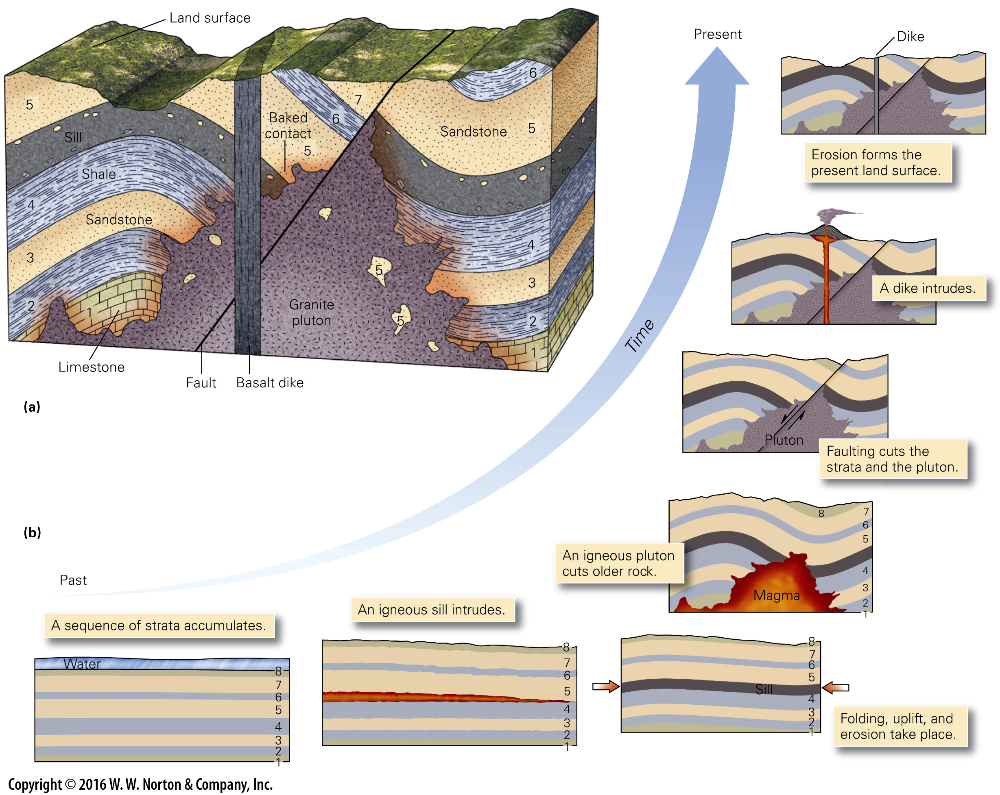 Land surface
5
Sill
Shale
4
Sandstone
3
2
1
Limestone
Fault
Basalt dike
Baked
contact
5
6
7
Sandstone
5
6
4
3
2
1
5
5
Granite
pluton
(a)
(b)
Past
Time
Present
A sequence of strata accumulates.
Water
8
7
6
5
4
3
2
1
An igneous sill intrudes.
8
7
6
5
4
3
2
1
8
7
6
5
Sill
4
3
2
1
Folding, uplift, and
erosion take place.
An igneous pluton
cuts older rock.
8
7
6
5
4
3
2
1
Magma
Pluton
Faulting cuts the
strata and the pluton.
A dike intrudes.
Dike
Erosion forms the
present land surface.
Copyright © 2016 W. W. Norton & Company, Inc.